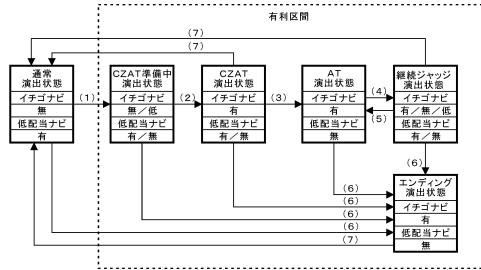 有利区間
(7)
(7)
通常
演出状態
イチゴナビ
無
低配当ナビ
有
(1)
CZAT準備中
演出状態
イチゴナビ
無／低
低配当ナビ
有／無
(2)
CZAT
演出状態
イチゴナビ
有
低配当ナビ
有／無
(3)
AT
演出状態
イチゴナビ
有
低配当ナビ
無
(4)
(5)
継続ジャッジ
演出状態
イチゴナビ
有／無／低
低配当ナビ
有／無
(6)
エンディング
演出状態
イチゴナビ
有
低配当ナビ
無
(6)
(6)
(6)
(6)
(7)